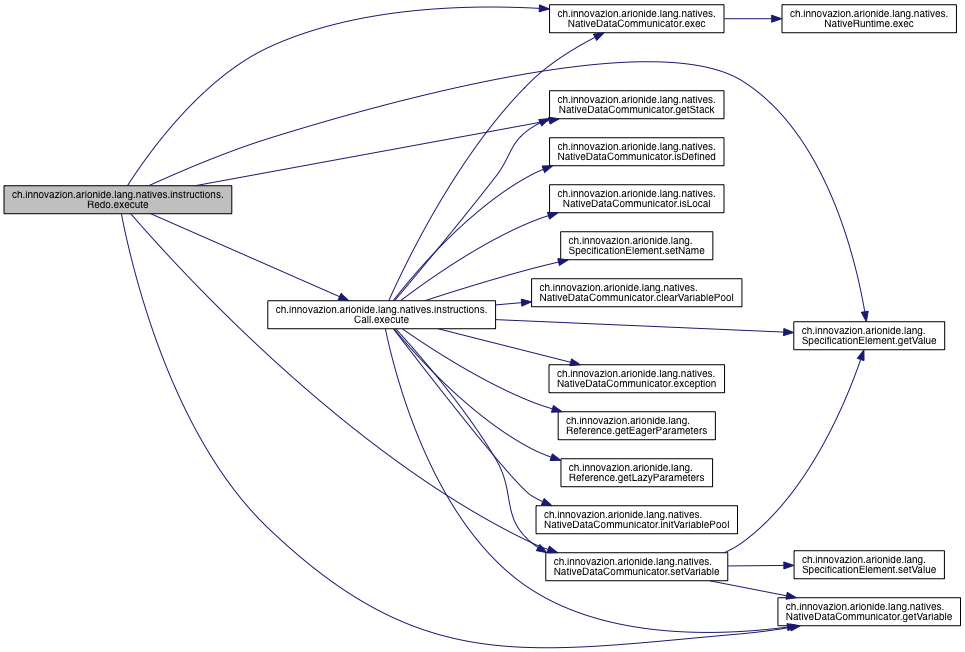 ch.innovazion.arionide.lang.natives.
NativeDataCommunicator.exec
ch.innovazion.arionide.lang.natives.
NativeRuntime.exec
ch.innovazion.arionide.lang.natives.
NativeDataCommunicator.getStack
ch.innovazion.arionide.lang.natives.
NativeDataCommunicator.isDefined
ch.innovazion.arionide.lang.natives.instructions.
Redo.execute
ch.innovazion.arionide.lang.natives.
NativeDataCommunicator.isLocal
ch.innovazion.arionide.lang.
SpecificationElement.setName
ch.innovazion.arionide.lang.natives.
NativeDataCommunicator.clearVariablePool
ch.innovazion.arionide.lang.natives.instructions.
Call.execute
ch.innovazion.arionide.lang.
SpecificationElement.getValue
ch.innovazion.arionide.lang.natives.
NativeDataCommunicator.exception
ch.innovazion.arionide.lang.
Reference.getEagerParameters
ch.innovazion.arionide.lang.
Reference.getLazyParameters
ch.innovazion.arionide.lang.natives.
NativeDataCommunicator.initVariablePool
ch.innovazion.arionide.lang.natives.
NativeDataCommunicator.setVariable
ch.innovazion.arionide.lang.
SpecificationElement.setValue
ch.innovazion.arionide.lang.natives.
NativeDataCommunicator.getVariable